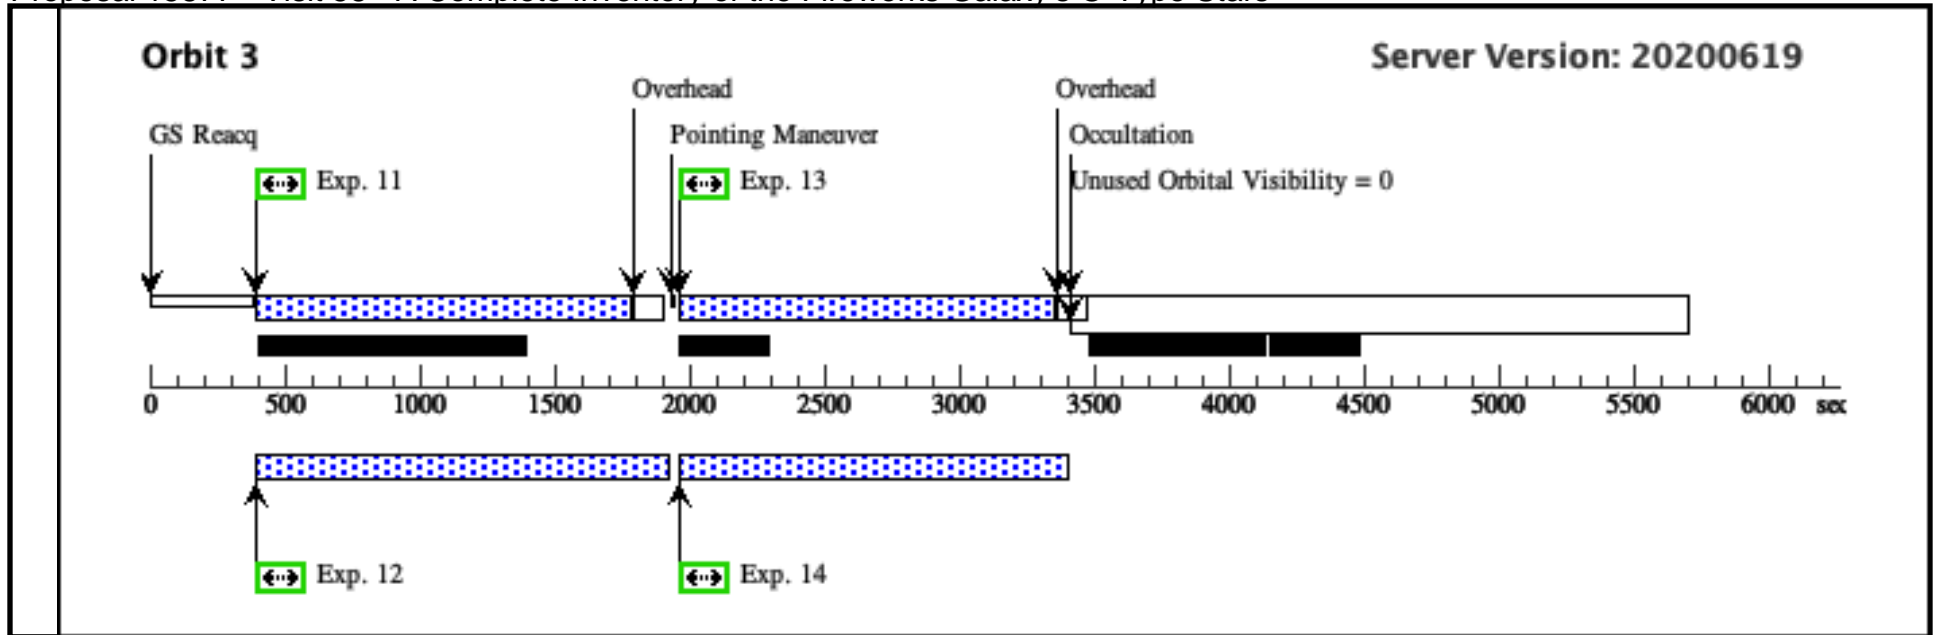 Orbit 3
Server Version: 20200619
Overhead
Overhead
GS Reacq
Pointing Maneuver
Occultation
Exp. 11
Exp. 13
Unused Orbital Visibility = 0
0 500 1000 1500 2000 2500 3000 3500 4000 4500 5000 5500 6000 sec
Exp. 12
Exp. 14